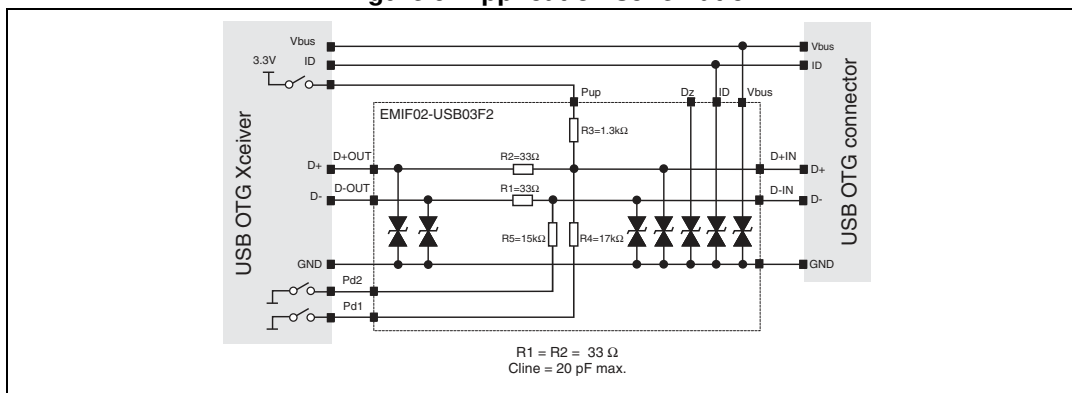 Vbus
ID
3.3V
Pup
Dz
ID
Vbus
Vbus
ID
EMIF02-USB03F2
R3=1.3kΩ
D+
D+OUT
R2=33Ω
D+IN
D+
D-
D-OUT
R1=33Ω
D-IN
D-
R5=15kΩ
R4=17kΩ
USB OTG Xceiver
USB OTG connector
GND
GND
Pd2
Pd1
R1 = R2 = 33 Ω
Cline = 20 pF max.